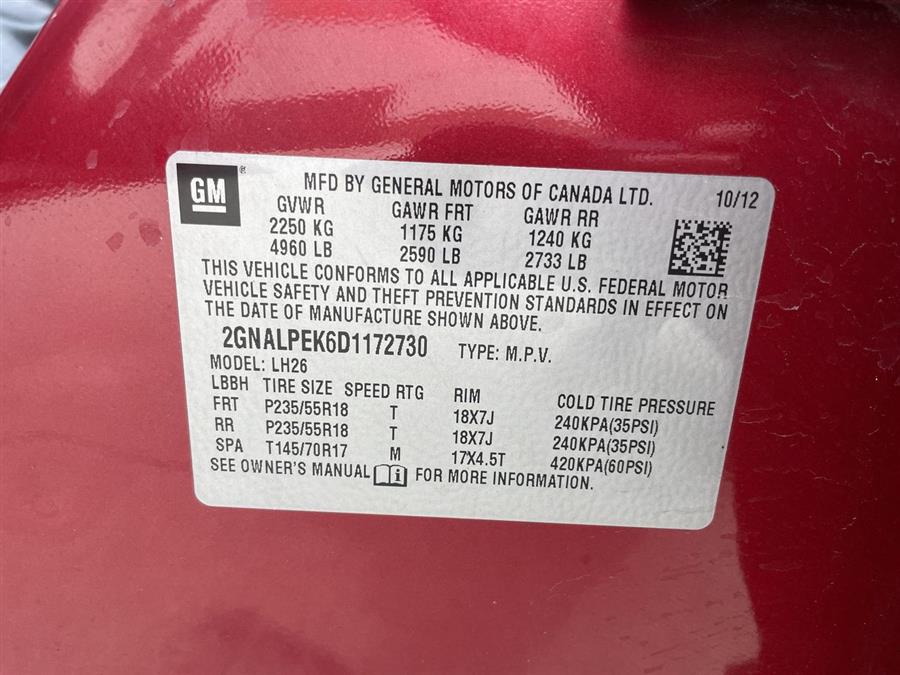 GM ® MFD BY GENERAL MOTORS OF CANADA LTD. 10/12
GVWR GAWR FRT GAWR RR
2250 KG 1175 KG 1240 KG
4960 LB 2590 LB 2733 LB
THIS VEHICLE CONFORMS TO ALL APPLICABLE U.S. FEDERAL MOTOR
VEHICLE SAFETY AND THEFT PREVENTION STANDARDS IN EFFECT ON
THE DATE OF MANUFACTURE SHOWN ABOVE.
2GNALPEK6D1172730 TYPE: M.P.V.
MODEL: LH26
LBBH TIRE SIZE SPEED RTG RIM COLD TIRE PRESSURE
FRT P235/55R18 T 18X7J 240KPA(35PSI)
RR P235/55R18 T 18X7J 240KPA(35PSI)
SPA T145/70R17 M 17X4.5T 420KPA(60PSI)
SEE OWNER'S MANUAL i FOR MORE INFORMATION.